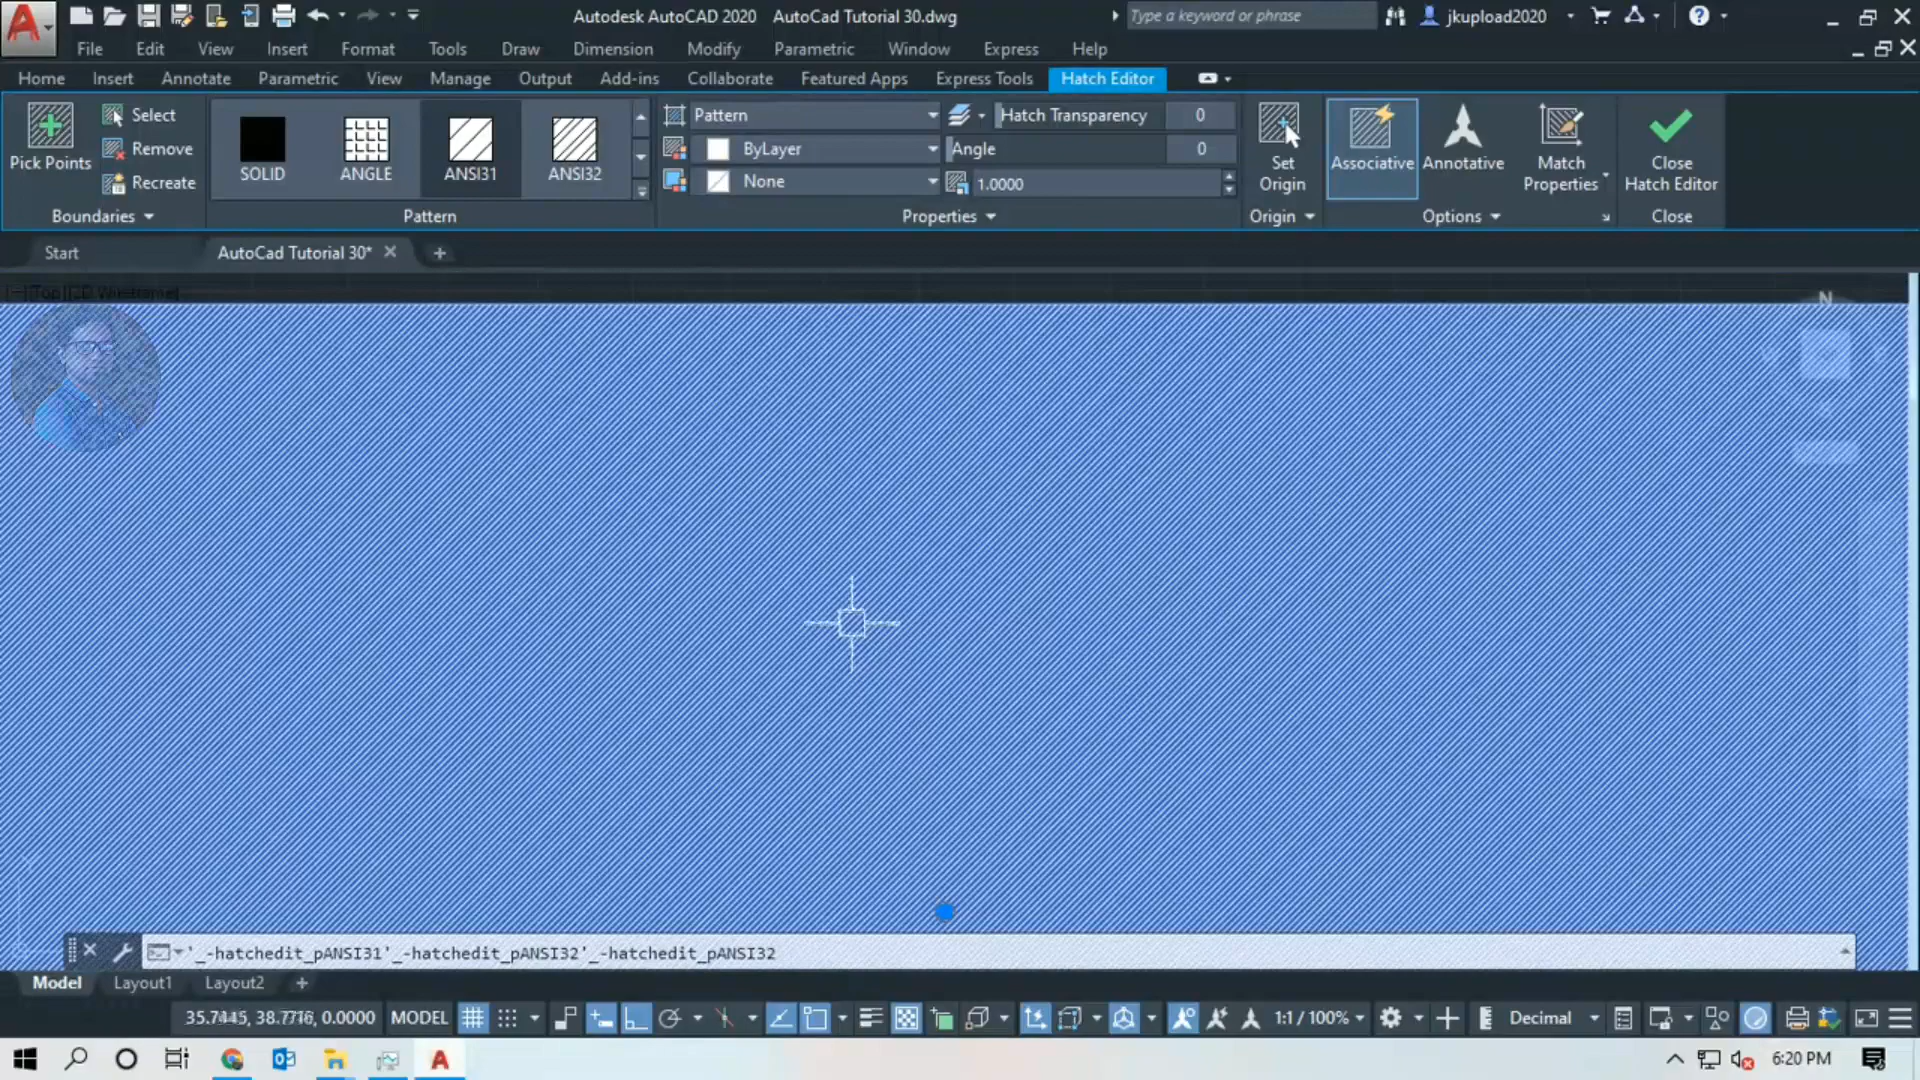 Autodesk AutoCAD 2020 AutoCad Tutorial 30.dwg Type a keyword or phrase jkupload2020
File Edit View Insert Format Tools Draw Dimension Modify Parametric Window Express Help
Home Insert Annotate Parametric View Manage Output Add-ins Collaborate Featured Apps Express Tools Hatch Editor
Pick Points
Select
Remove
Recreate
Boundaries
SOLID
ANGLE
ANSI31
ANSI32
Pattern
Pattern
ByLayer
None
Hatch Transparency 0
Angle 0
1.0000
Properties
Set Origin
Origin
Associative
Annotative
Match Properties
Options
Close Hatch Editor
Close
Start AutoCad Tutorial 30*
[-][Top][2D Wireframe]
N
'_-hatchedit_pANSI31'_-hatchedit_pANSI32'_-hatchedit_pANSI32
Model Layout1 Layout2
35.7445, 38.7716, 0.0000 MODEL 1:1 / 100% Decimal
6:20 PM